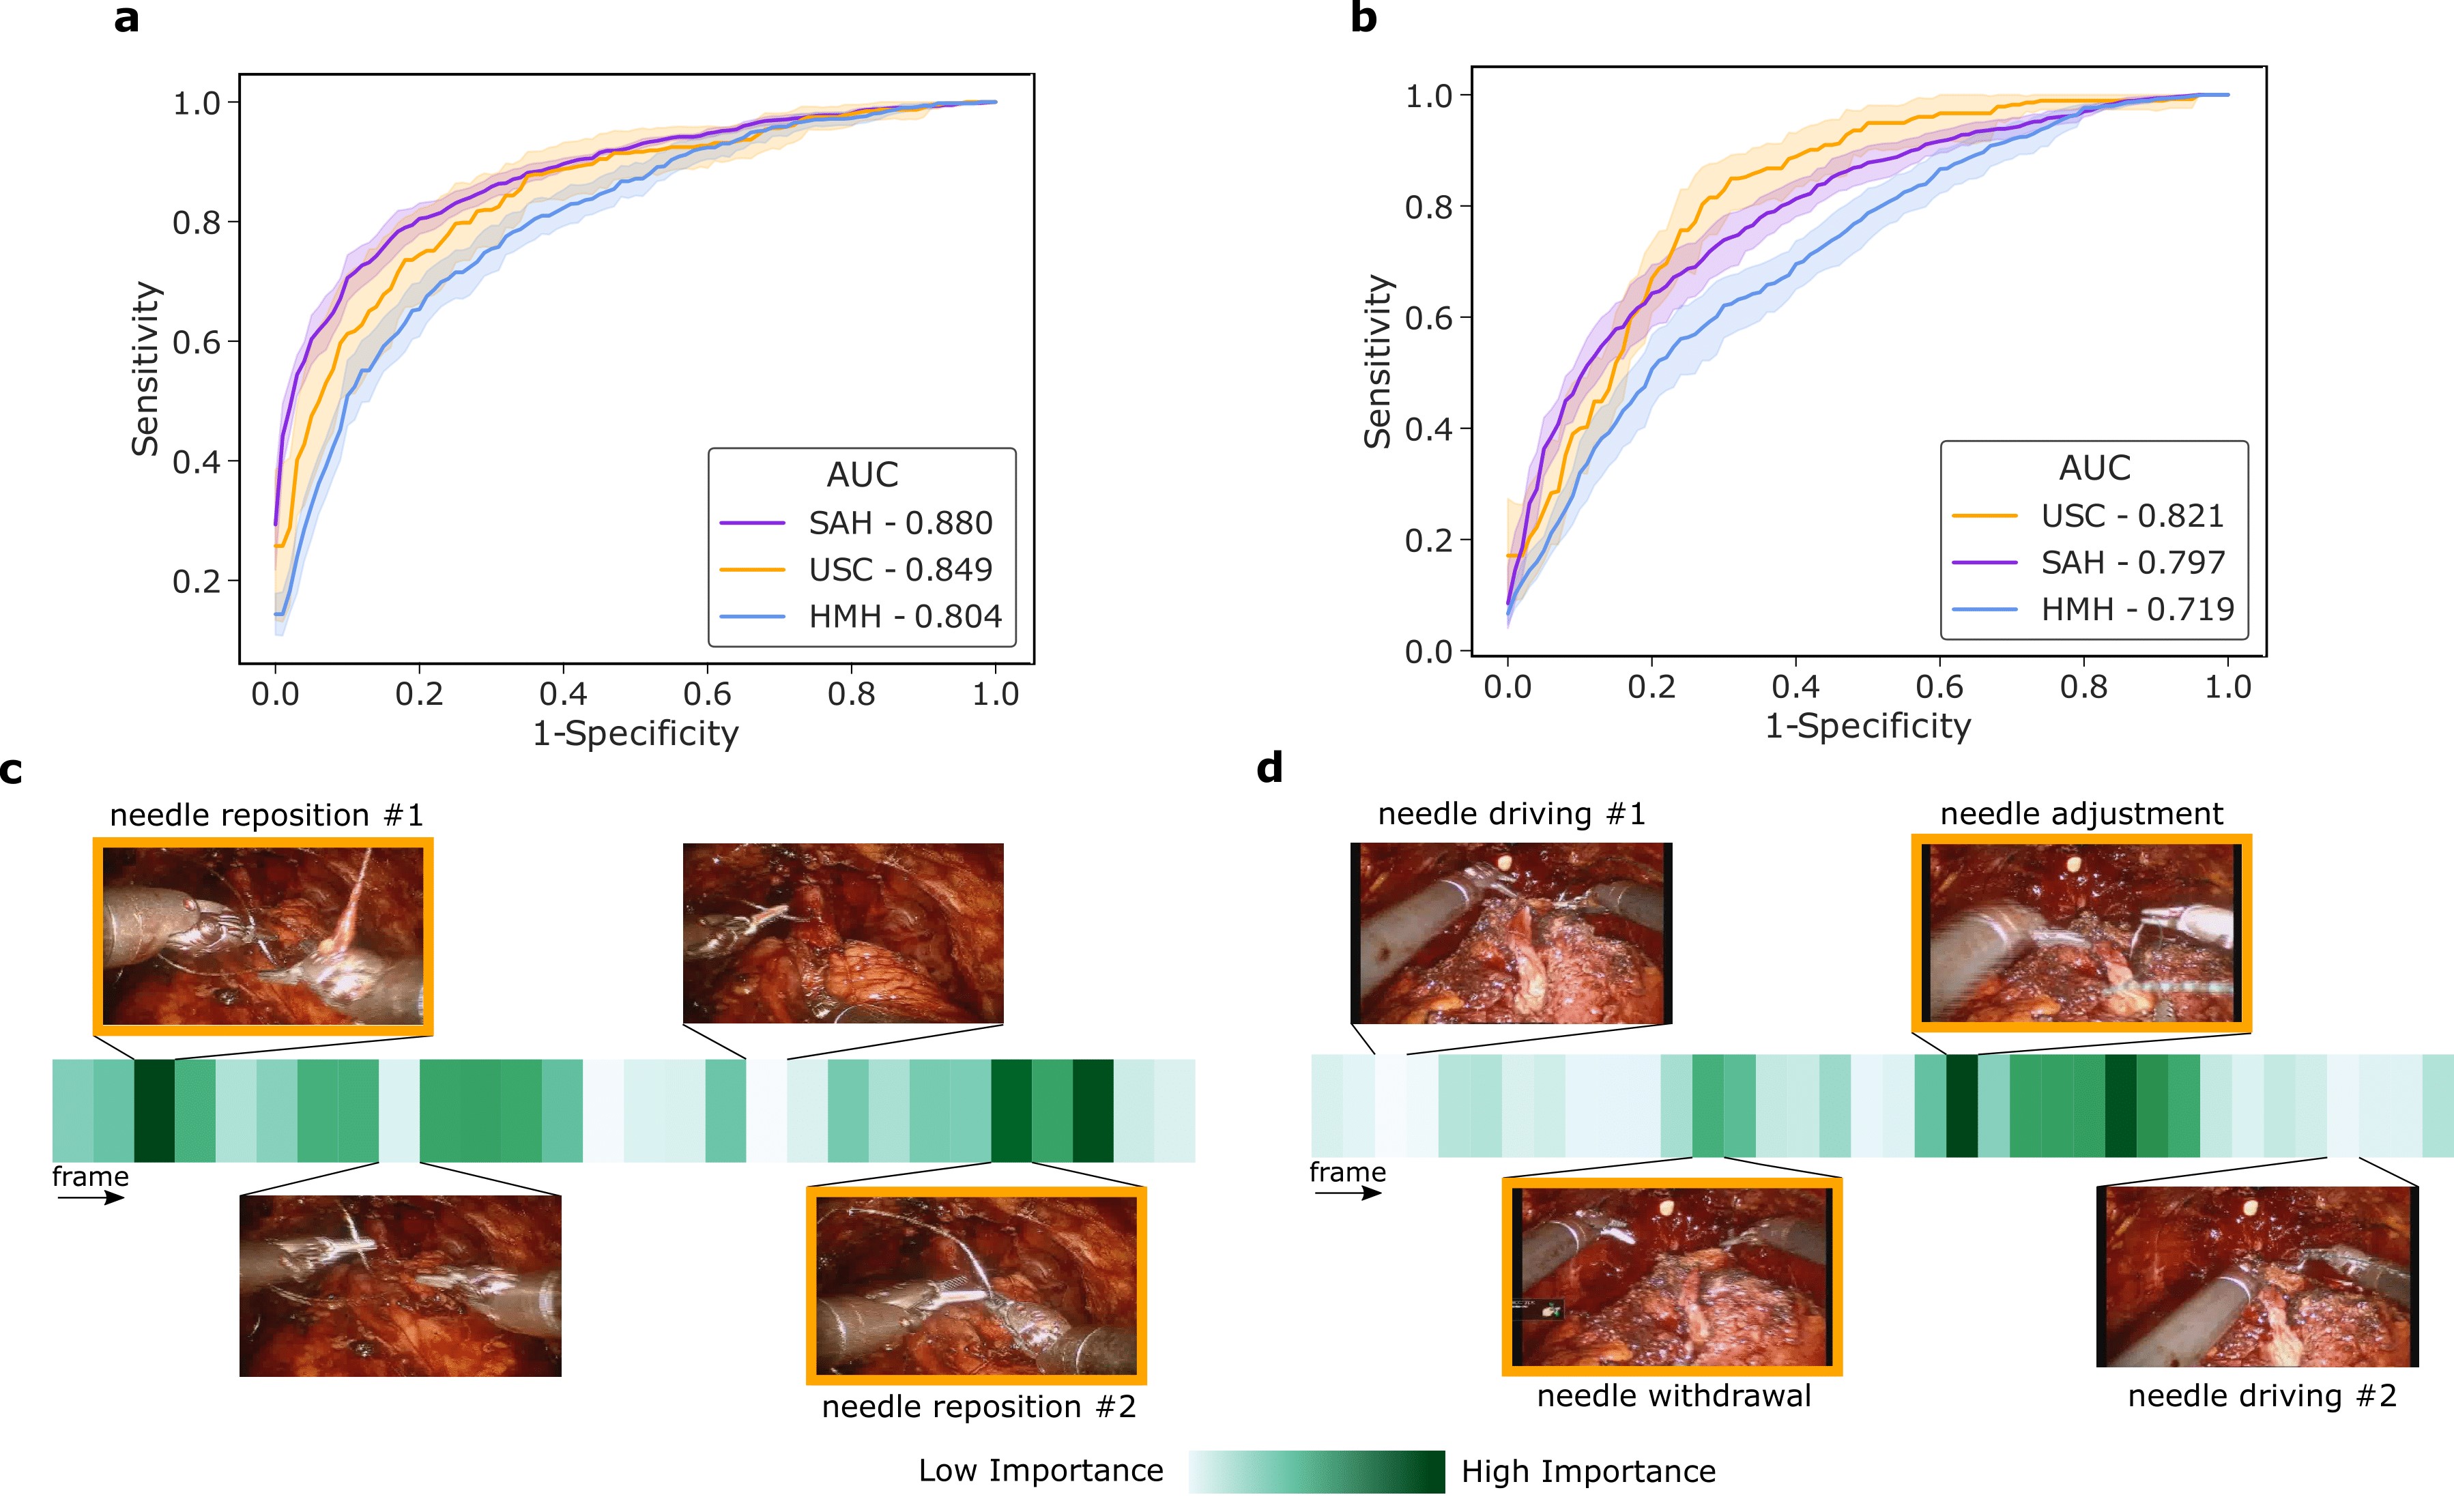 a
1.0
0.8
0.6
0.4
0.2
Sensitivity
0.0 0.2 0.4 0.6 0.8 1.0
1-Specificity
AUC
SAH - 0.880
USC - 0.849
HMH - 0.804
b
1.0
0.8
0.6
0.4
0.2
0.0
Sensitivity
0.0 0.2 0.4 0.6 0.8 1.0
1-Specificity
AUC
USC - 0.821
SAH - 0.797
HMH - 0.719
c
needle reposition #1
frame
needle reposition #2
d
needle driving #1
needle adjustment
frame
needle withdrawal
needle driving #2
Low Importance
High Importance